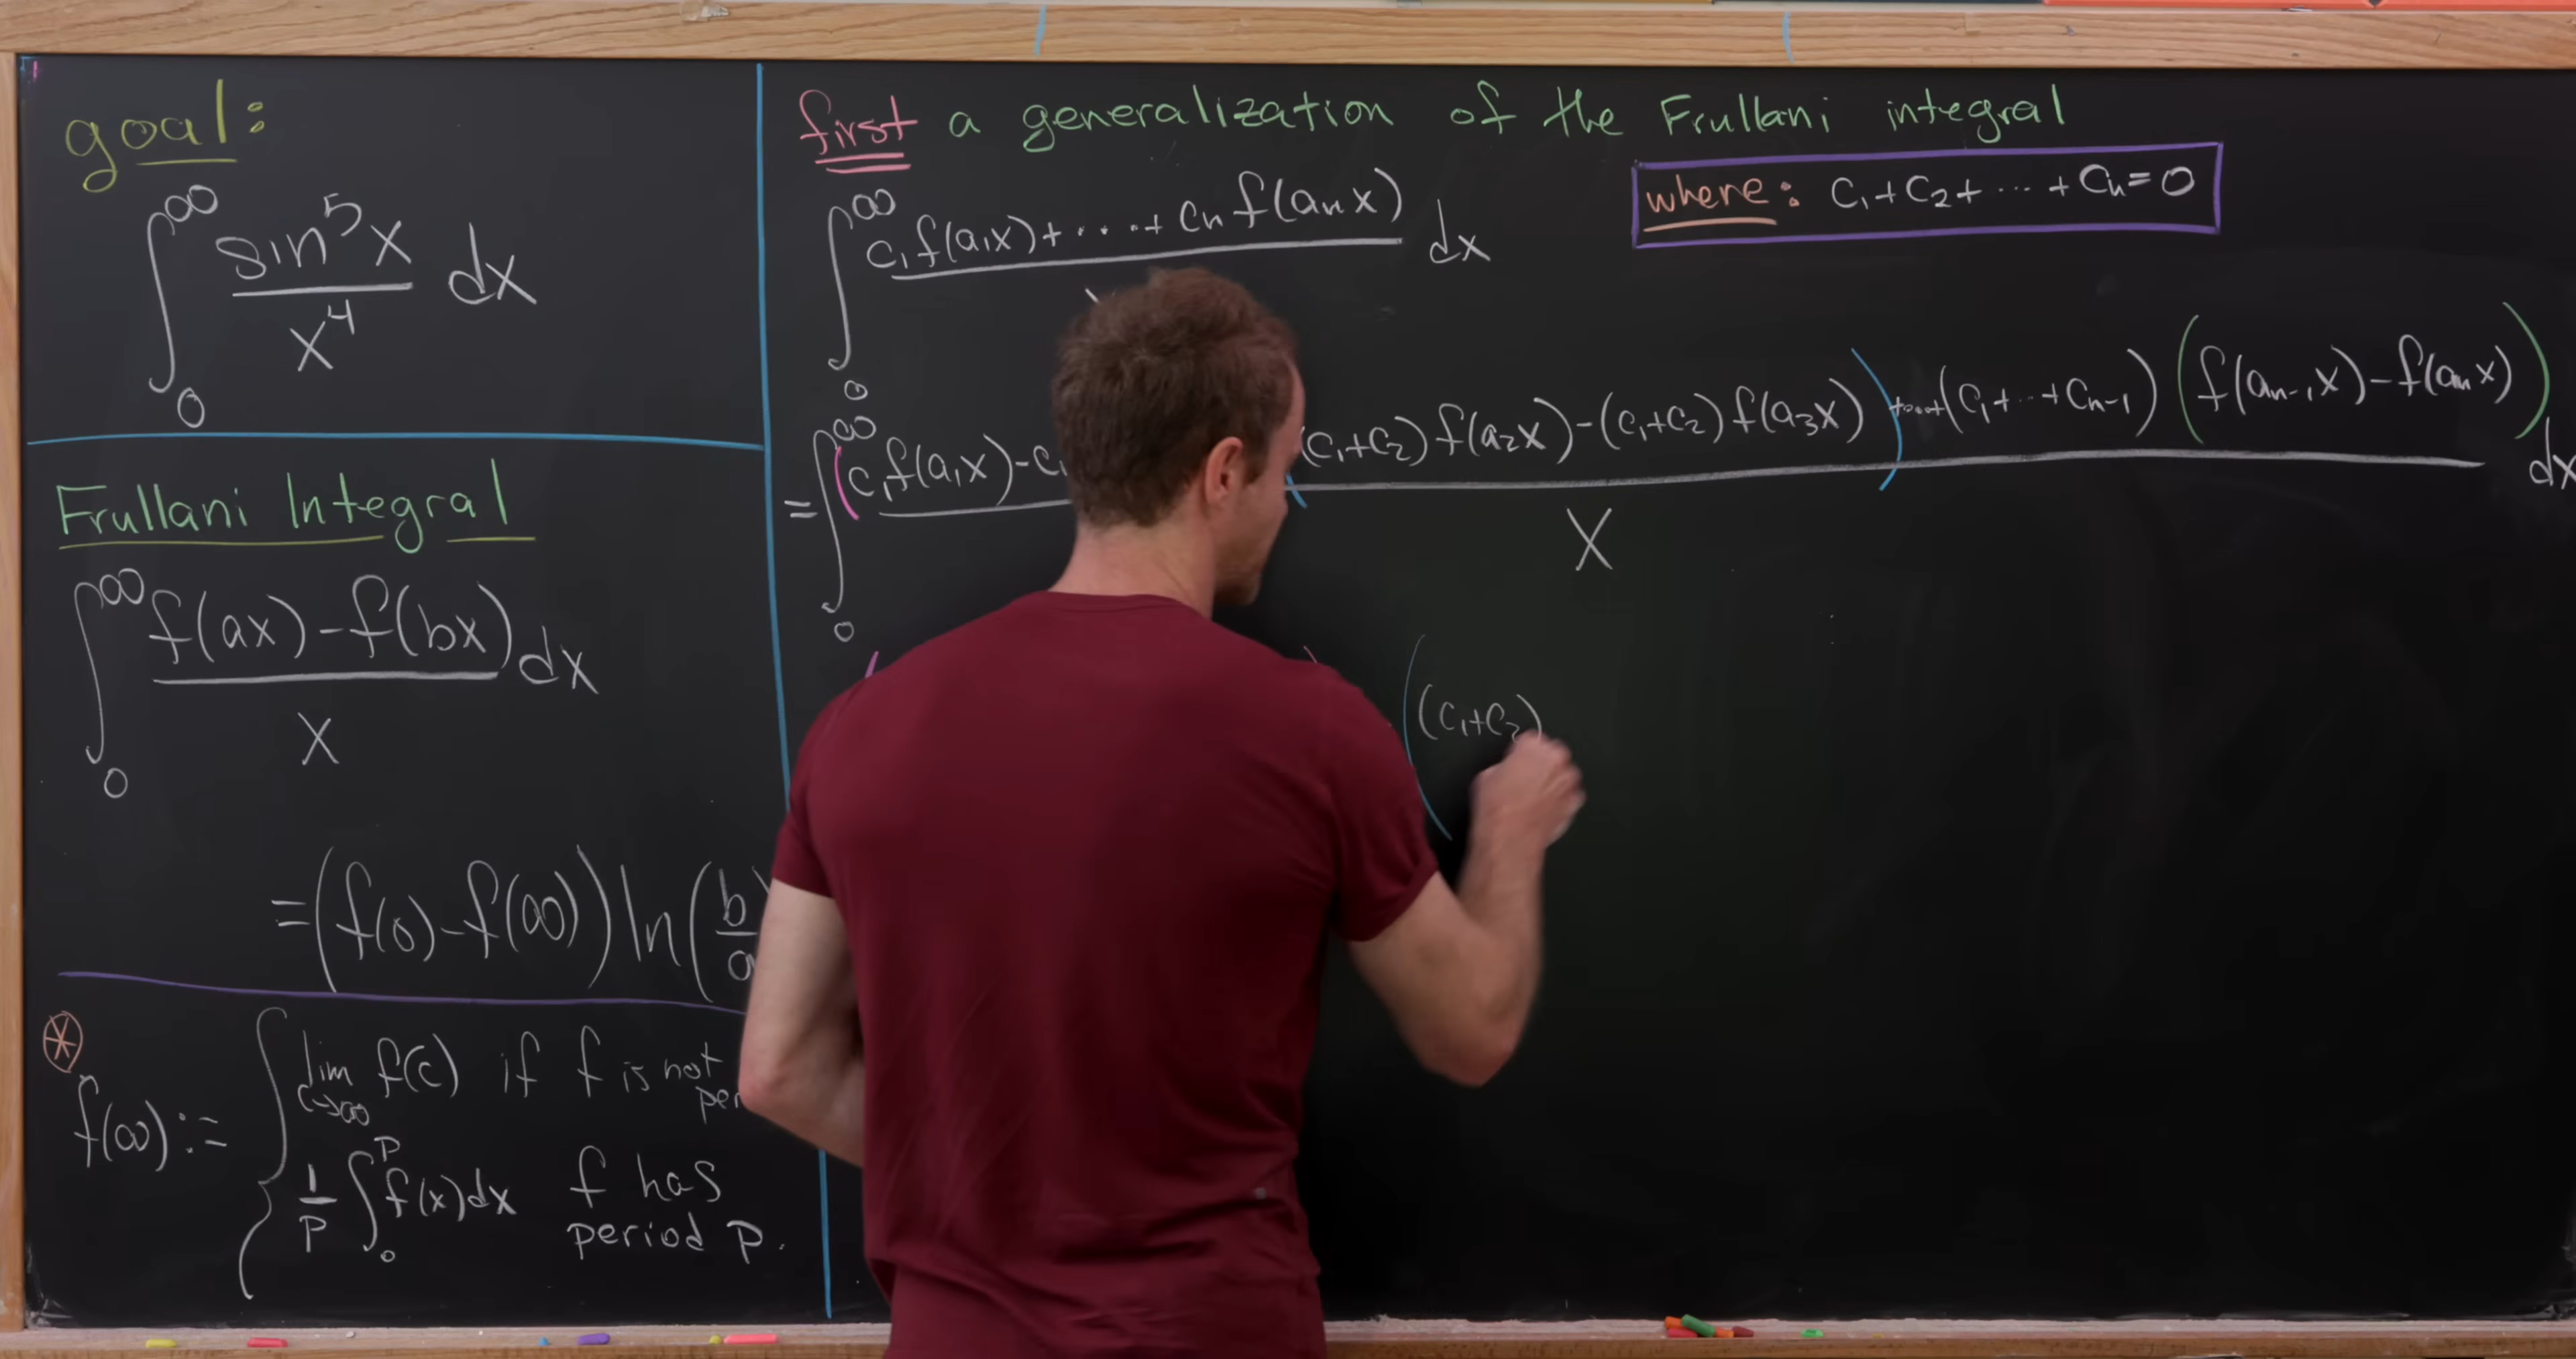 goal:
∫₀^∞ sin⁵x / x⁴ dx
Frullani Integral
∫₀^∞ f(ax)-f(bx) / x dx
=(f(0)-f(∞)) ln(b/a
⊛
f(∞) := { lim_{c→∞} f(c) if f is not
1/p ∫₀^p f(x)dx f has
period p.
first a generalization of the Frullani integral
∫₀^∞ c₁f(a₁x)+....+ cₙf(aₙx) / dx
where: c₁+c₂+ ... + cₙ=0
= ∫₀^∞ (c₁f(a₁x)-c₁ (c₁+c₂)f(a₂x)-(c₁+c₂)f(a₃x))+...+(c₁+...+cₙ₋₁)(f(aₙ₋₁x)-f(aₙx)) / x dx
((c₁+c₂)